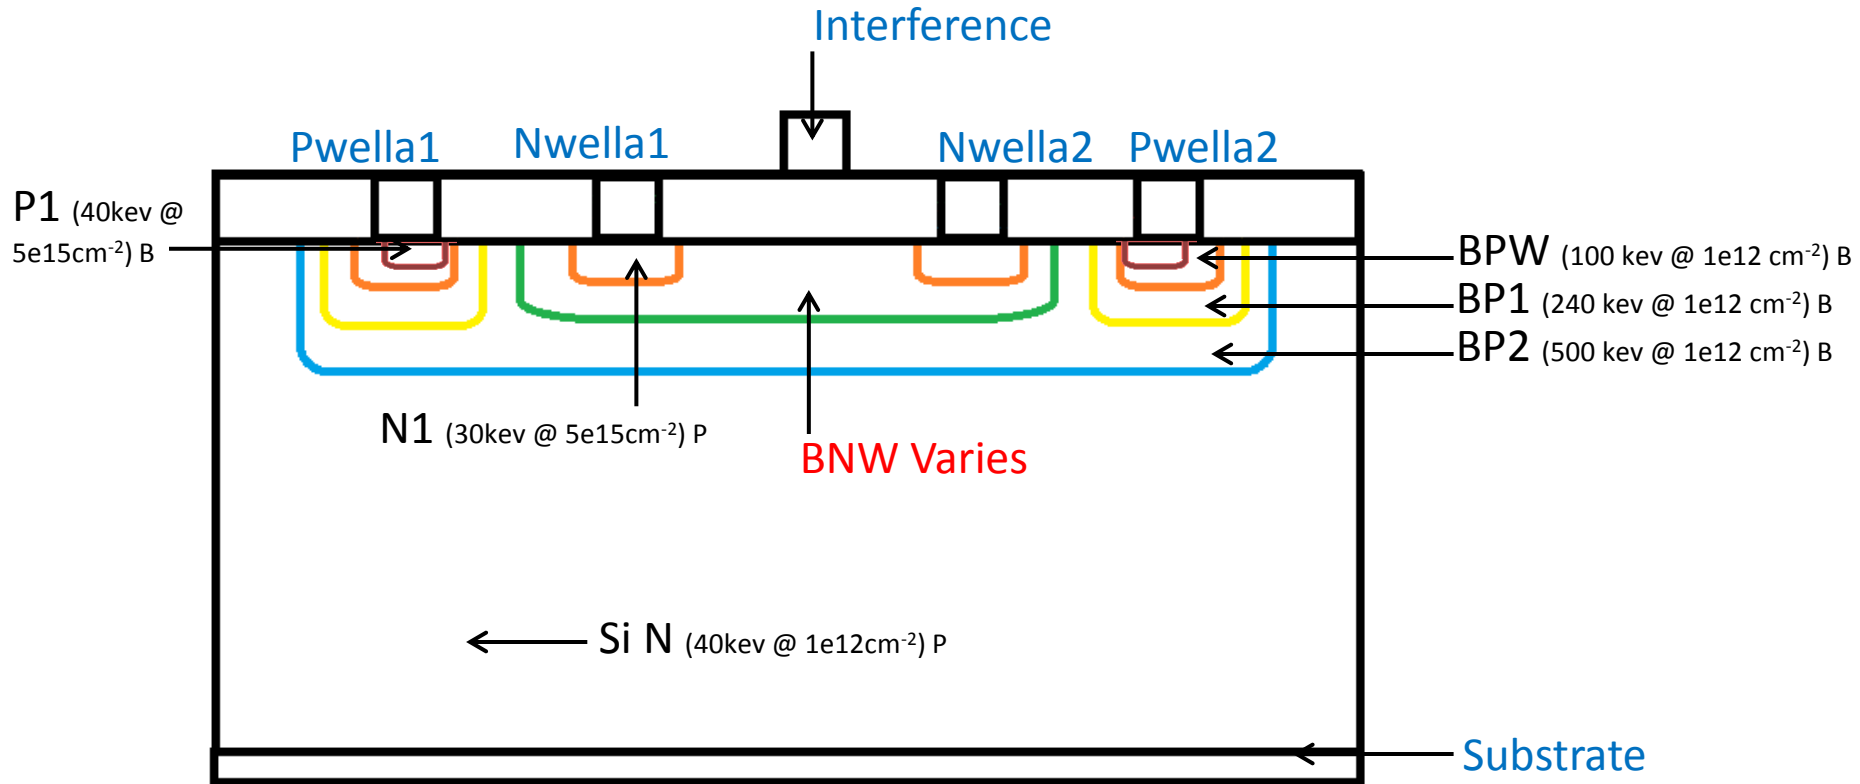 Interference
Pwella1
Nwella1
Nwella2
Pwella2
P1 (40kev @
5e15cm-2) B
BPW (100 kev @ 1e12 cm-2) B
BP1 (240 kev @ 1e12 cm-2) B
BP2 (500 kev @ 1e12 cm-2) B
N1 (30kev @ 5e15cm-2) P
BNW Varies
Si N (40kev @ 1e12cm-2) P
Substrate